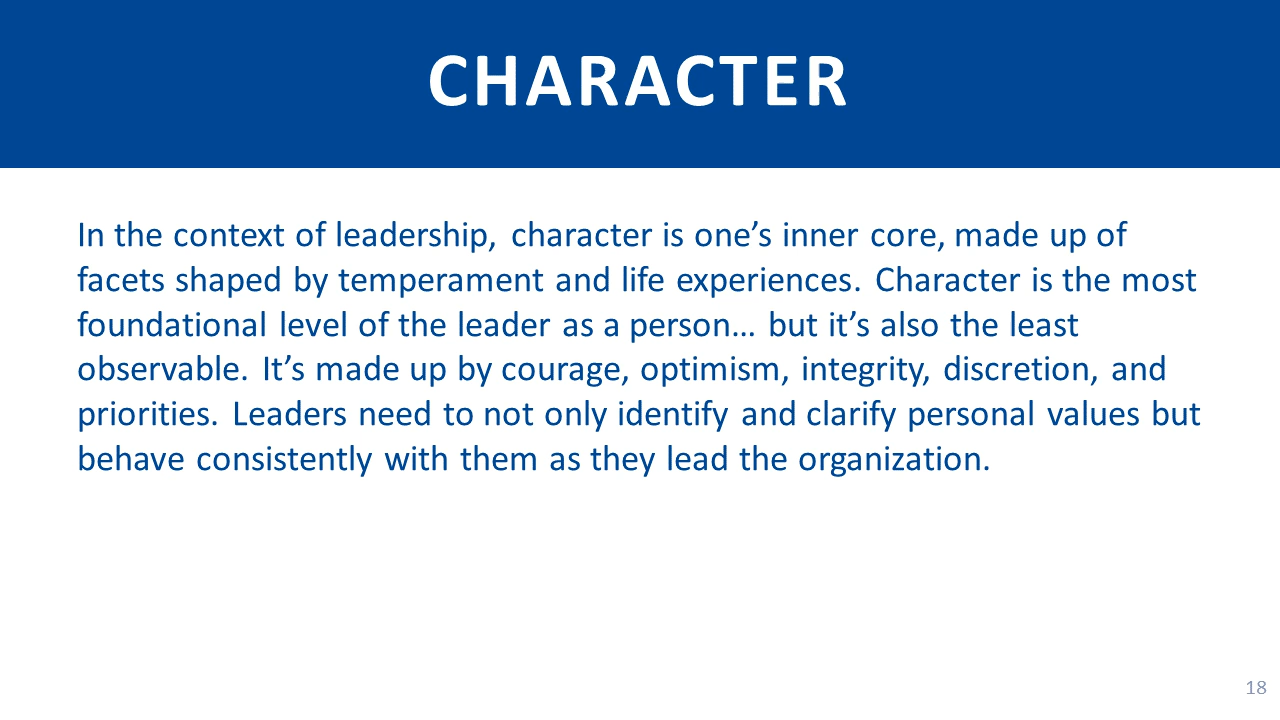 CHARACTER
In the context of leadership, character is one’s inner core, made up of
facets shaped by temperament and life experiences. Character is the most
foundational level of the leader as a person… but it’s also the least
observable. It’s made up by courage, optimism, integrity, discretion, and
priorities. Leaders need to not only identify and clarify personal values but
behave consistently with them as they lead the organization.
18